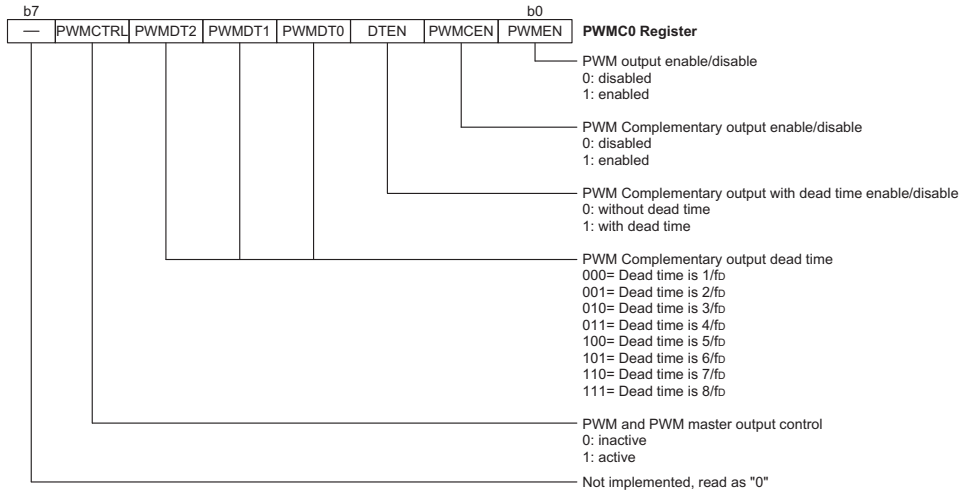 b7 b0
— PWMCTRL PWMDT2 PWMDT1 PWMDT0 DTEN PWMCEN PWMEN PWMC0 Register
PWM output enable/disable
0: disabled
1: enabled
PWM Complementary output enable/disable
0: disabled
1: enabled
PWM Complementary output with dead time enable/disable
0: without dead time
1: with dead time
PWM Complementary output dead time
000= Dead time is 1/fD
001= Dead time is 2/fD
010= Dead time is 3/fD
011= Dead time is 4/fD
100= Dead time is 5/fD
101= Dead time is 6/fD
110= Dead time is 7/fD
111= Dead time is 8/fD
PWM and PWM master output control
0: inactive
1: active
Not implemented, read as "0"